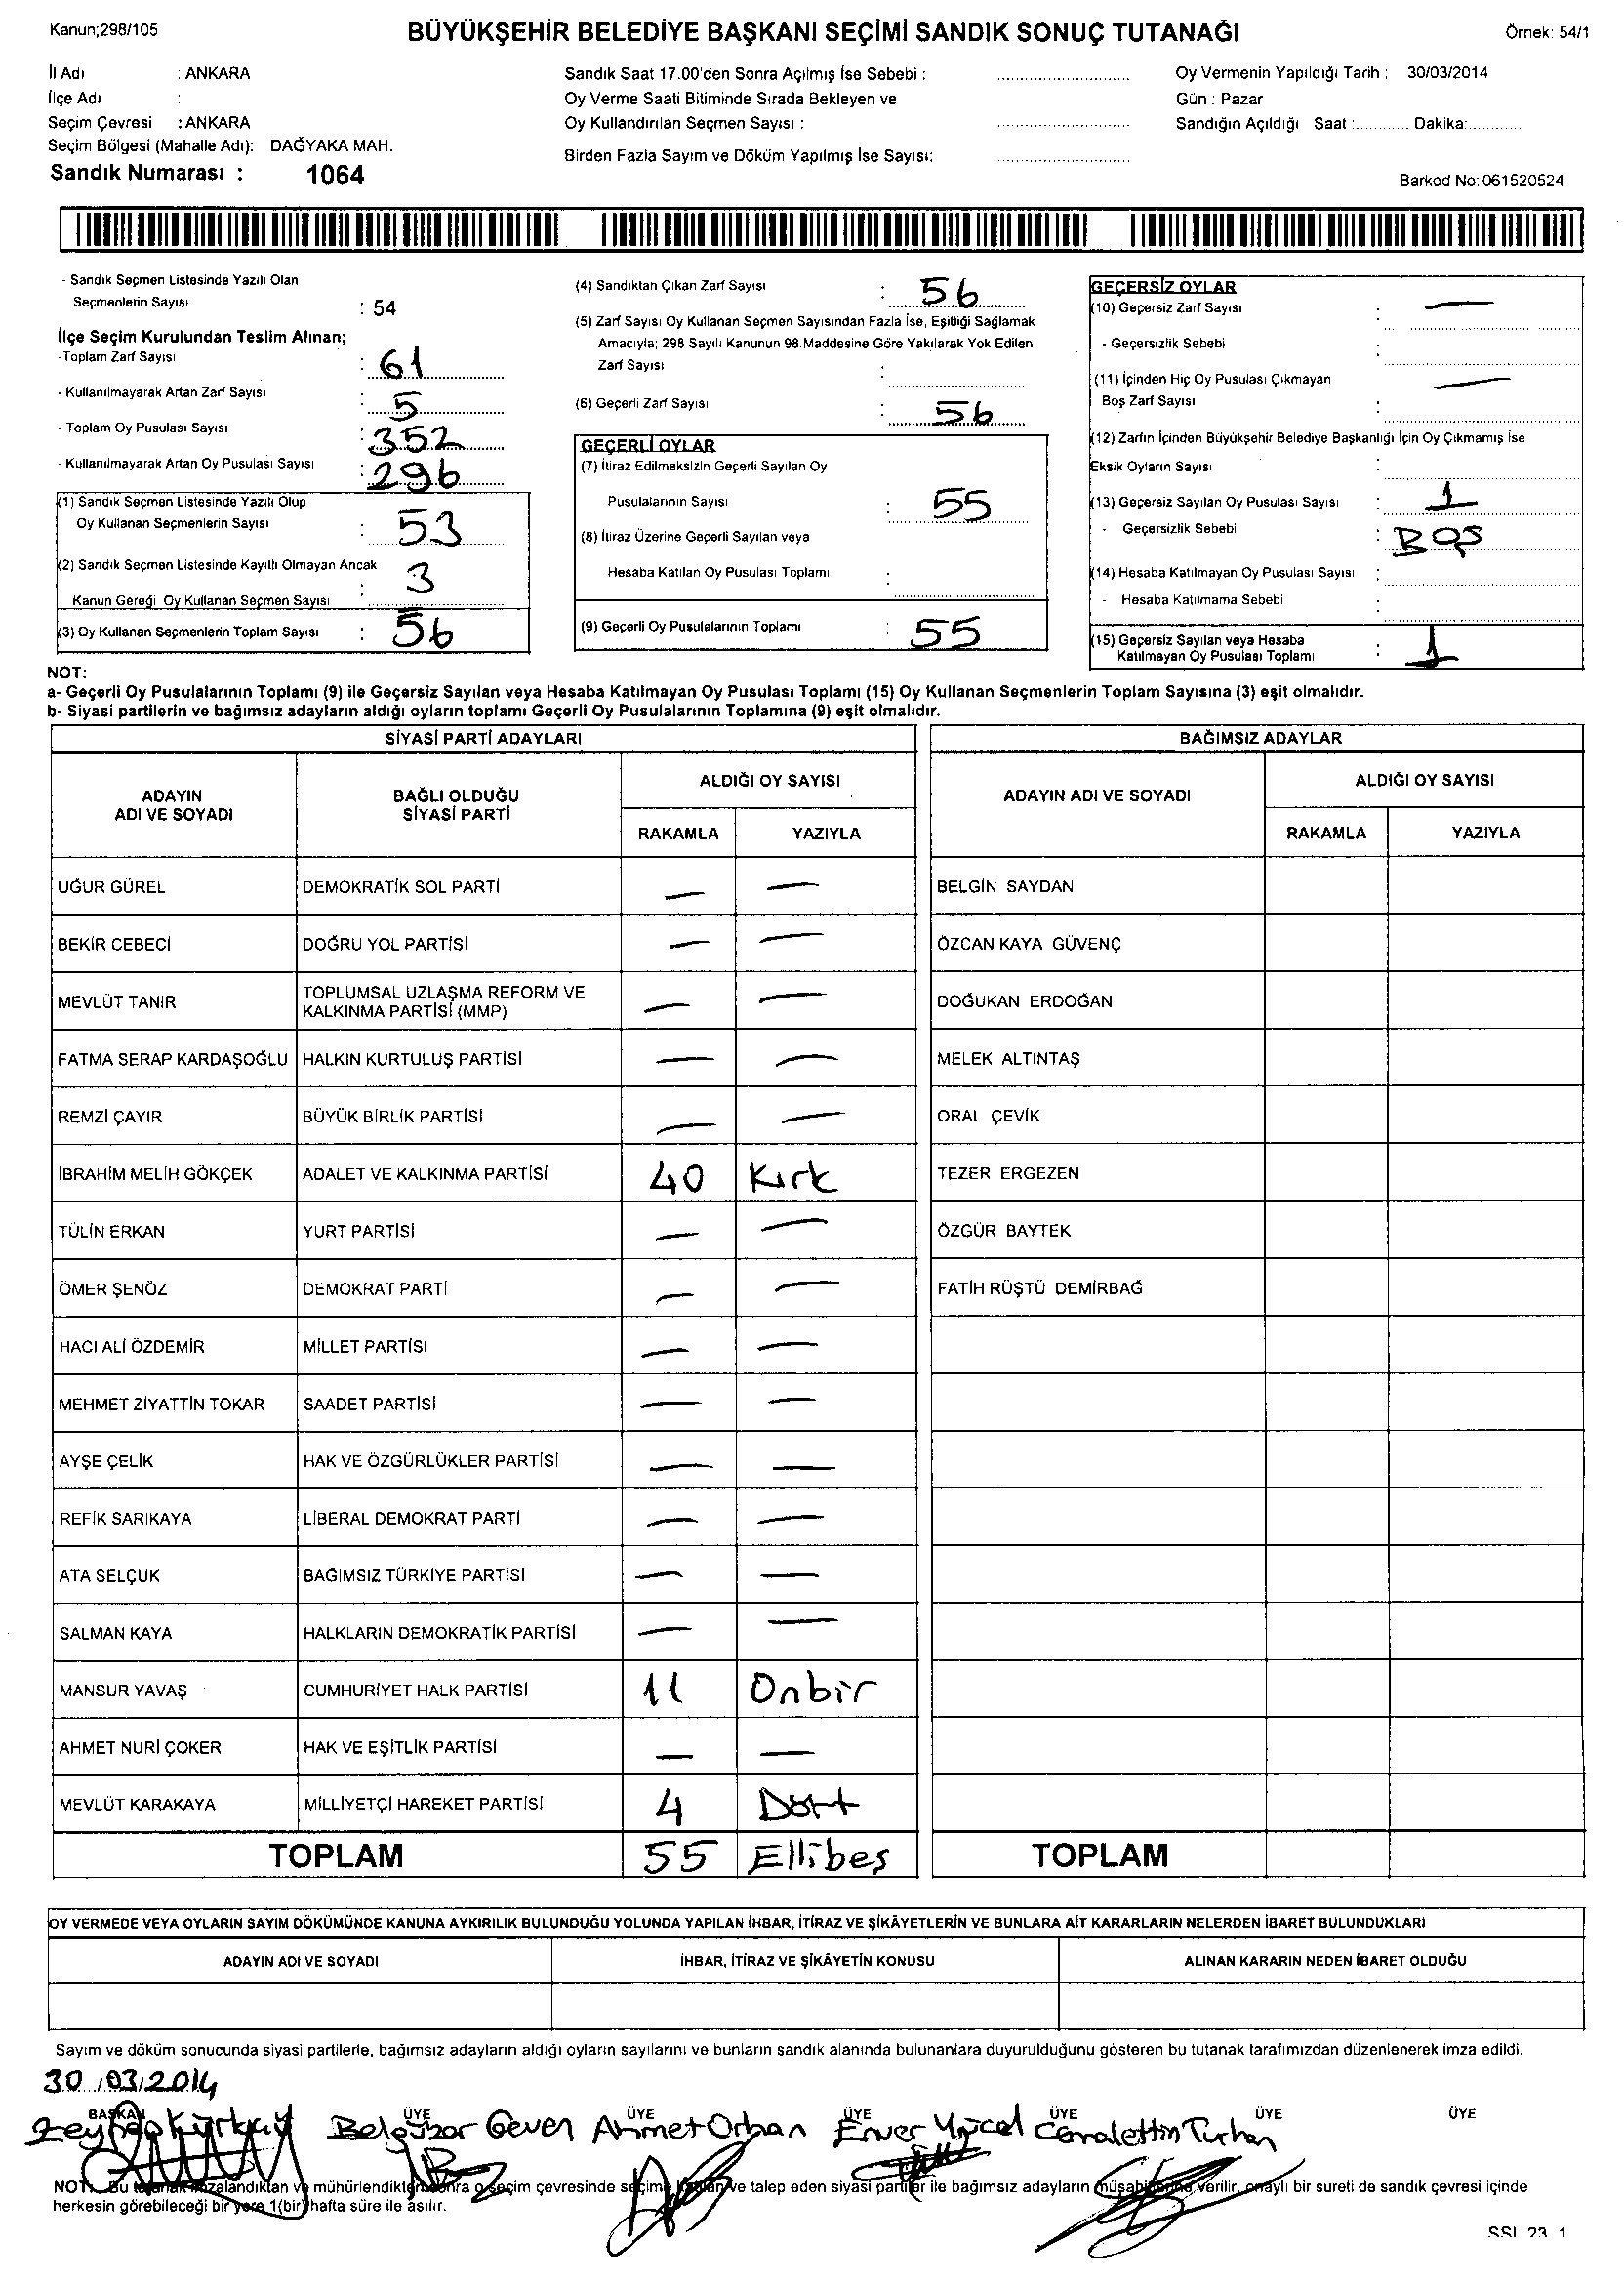 Kanun;298/105
BÜYÜKŞEHİR BELEDİYE BAŞKANI SEÇİMİ SANDIK SONUÇ TUTANAĞI
Örnek: 54/1
İl Adı : ANKARA
İlçe Adı :
Seçim Çevresi : ANKARA
Seçim Bölgesi (Mahalle Adı): DAĞYAKA MAH.
Sandık Numarası : 1064
Sandık Saat 17.00'den Sonra Açılmış İse Sebebi :
Oy Verme Saati Bitiminde Sırada Bekleyen ve
Oy Kullandırılan Seçmen Sayısı :
Birden Fazla Sayım ve Döküm Yapılmış İse Sayısı:
Oy Vermenin Yapıldığı Tarih : 30/03/2014
Gün : Pazar
Sandığın Açıldığı Saat :........... Dakika:...........
Barkod No:061520524
- Sandık Seçmen Listesinde Yazılı Olan
Seçmenlerin Sayısı : 54
İlçe Seçim Kurulundan Teslim Alınan;
-Toplam Zarf Sayısı : 61
- Kullanılmayarak Artan Zarf Sayısı : 5
- Toplam Oy Pusulası Sayısı : 352
- Kullanılmayarak Artan Oy Pusulası Sayısı : 296
(1) Sandık Seçmen Listesinde Yazılı Olup
Oy Kullanan Seçmenlerin Sayısı : 53
(2) Sandık Seçmen Listesinde Kayıtlı Olmayan Ancak
Kanun Gereği Oy Kullanan Seçmen Sayısı : 3
(3) Oy Kullanan Seçmenlerin Toplam Sayısı : 56
(4) Sandıktan Çıkan Zarf Sayısı : 56
(5) Zarf Sayısı Oy Kullanan Seçmen Sayısından Fazla İse, Eşitliği Sağlamak
Amacıyla; 298 Sayılı Kanunun 98.Maddesine Göre Yakılarak Yok Edilen
Zarf Sayısı :
(6) Geçerli Zarf Sayısı : 56
GEÇERLİ OYLAR
(7) İtiraz Edilmeksizin Geçerli Sayılan Oy
Pusulalarının Sayısı : 55
(8) İtiraz Üzerine Geçerli Sayılan veya
Hesaba Katılan Oy Pusulası Toplamı :
(9) Geçerli Oy Pusulalarının Toplamı : 55
GEÇERSİZ OYLAR
(10) Geçersiz Zarf Sayısı : —
- Geçersizlik Sebebi :
(11) İçinden Hiç Oy Pusulası Çıkmayan —
Boş Zarf Sayısı :
(12) Zarfın İçinden Büyükşehir Belediye Başkanlığı İçin Oy Çıkmamış İse
Eksik Oyların Sayısı :
(13) Geçersiz Sayılan Oy Pusulası Sayısı : 1
- Geçersizlik Sebebi : BOŞ
(14) Hesaba Katılmayan Oy Pusulası Sayısı :
- Hesaba Katılmama Sebebi :
(15) Geçersiz Sayılan veya Hesaba
Katılmayan Oy Pusulası Toplamı : 1
NOT:
a- Geçerli Oy Pusulalarının Toplamı (9) ile Geçersiz Sayılan veya Hesaba Katılmayan Oy Pusulası Toplamı (15) Oy Kullanan Seçmenlerin Toplam Sayısına (3) eşit olmalıdır.
b- Siyasi partilerin ve bağımsız adayların aldığı oyların toplamı Geçerli Oy Pusulalarının Toplamına (9) eşit olmalıdır.
SİYASİ PARTİ ADAYLARI
ADAYIN ADI VE SOYADI
BAĞLI OLDUĞU SİYASİ PARTİ
ALDIĞI OY SAYISI
RAKAMLA YAZIYLA
UĞUR GÜREL DEMOKRATİK SOL PARTİ — —
BEKİR CEBECİ DOĞRU YOL PARTİSİ — —
MEVLÜT TANIR TOPLUMSAL UZLAŞMA REFORM VE KALKINMA PARTİSİ (MMP) — —
FATMA SERAP KARDAŞOĞLU HALKIN KURTULUŞ PARTİSİ — —
REMZİ ÇAYIR BÜYÜK BİRLİK PARTİSİ — —
İBRAHİM MELİH GÖKÇEK ADALET VE KALKINMA PARTİSİ 40 Kırk
TÜLİN ERKAN YURT PARTİSİ — —
ÖMER ŞENÖZ DEMOKRAT PARTİ — —
HACI ALİ ÖZDEMİR MİLLET PARTİSİ — —
MEHMET ZİYATTİN TOKAR SAADET PARTİSİ — —
AYŞE ÇELİK HAK VE ÖZGÜRLÜKLER PARTİSİ — —
REFİK SARIKAYA LİBERAL DEMOKRAT PARTİ — —
ATA SELÇUK BAĞIMSIZ TÜRKİYE PARTİSİ — —
SALMAN KAYA HALKLARIN DEMOKRATİK PARTİSİ — —
MANSUR YAVAŞ CUMHURİYET HALK PARTİSİ 11 Onbir
AHMET NURİ ÇOKER HAK VE EŞİTLİK PARTİSİ — —
MEVLÜT KARAKAYA MİLLİYETÇİ HAREKET PARTİSİ 4 Dört
TOPLAM 55 Ellibeş
BAĞIMSIZ ADAYLAR
ADAYIN ADI VE SOYADI
ALDIĞI OY SAYISI
RAKAMLA YAZIYLA
BELGİN SAYDAN
ÖZCAN KAYA GÜVENÇ
DOĞUKAN ERDOĞAN
MELEK ALTINTAŞ
ORAL ÇEVİK
TEZER ERGEZEN
ÖZGÜR BAYTEK
FATİH RÜŞTÜ DEMİRBAĞ
TOPLAM
OY VERMEDE VEYA OYLARIN SAYIM DÖKÜMÜNDE KANUNA AYKIRILIK BULUNDUĞU YOLUNDA YAPILAN İHBAR, İTİRAZ VE ŞİKÂYETLERİN VE BUNLARA AİT KARARLARIN NELERDEN İBARET BULUNDUKLARI
ADAYIN ADI VE SOYADI
İHBAR, İTİRAZ VE ŞİKÂYETİN KONUSU
ALINAN KARARIN NEDEN İBARET OLDUĞU
Sayım ve döküm sonucunda siyasi partilerle, bağımsız adayların aldığı oyların sayılarını ve bunların sandık alanında bulunanlara duyurulduğunu gösteren bu tutanak tarafımızdan düzenlenerek imza edildi.
30/03/2014
BAŞKAN ÜYE ÜYE ÜYE ÜYE ÜYE ÜYE
Zeynep Belgüzar Geven Ahmet Orhan Enver Yücel Cemalettin Turhan
NOT: Bu tutanak imzalandıktan ve mühürlendikten sonra o seçim çevresinde seçime katılan ve talep eden siyasi partiler ile bağımsız adayların müşahitlerine verilir, onaylı bir sureti de sandık çevresi içinde
herkesin görebileceği bir yere 1(bir) hafta süre ile asılır.
SSI_23_1